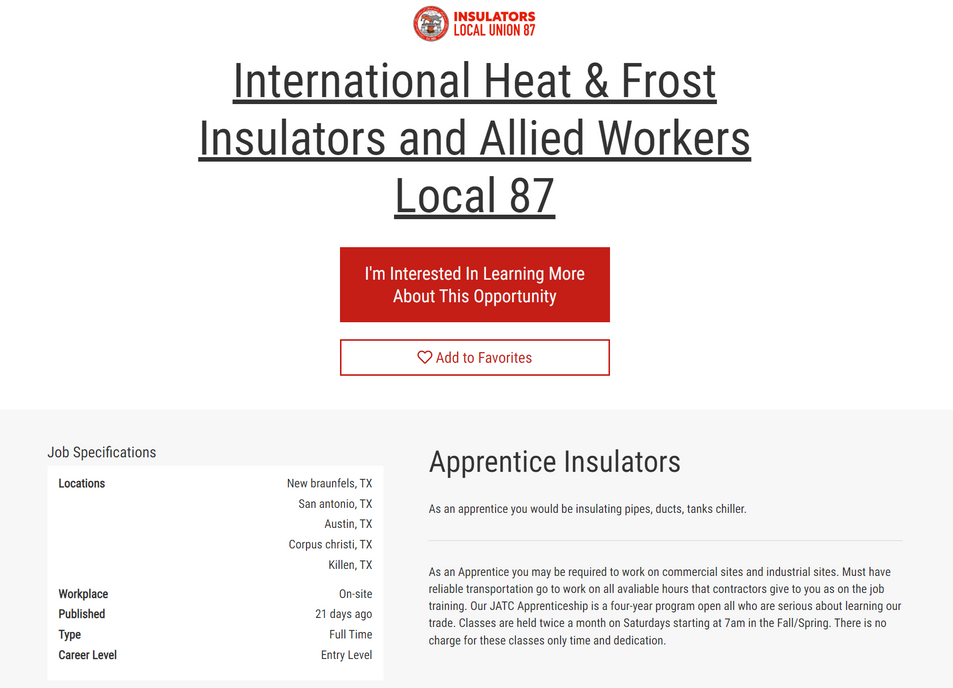 INSULATORS
LOCAL UNION 87
International Heat & Frost
Insulators and Allied Workers
Local 87
I'm Interested In Learning More
About This Opportunity
Add to Favorites
Job Specifications
Locations
New braunfels, TX
San antonio, TX
Austin, TX
Corpus christi, TX
Killen, TX
Workplace On-site
Published 21 days ago
Type Full Time
Career Level Entry Level
Apprentice Insulators
As an apprentice you would be insulating pipes, ducts, tanks chiller.
As an Apprentice you may be required to work on commercial sites and industrial sites. Must have
reliable transportation go to work on all avaliable hours that contractors give to you as on the job
training. Our JATC Apprenticeship is a four-year program open all who are serious about learning our
trade. Classes are held twice a month on Saturdays starting at 7am in the Fall/Spring. There is no
charge for these classes only time and dedication.